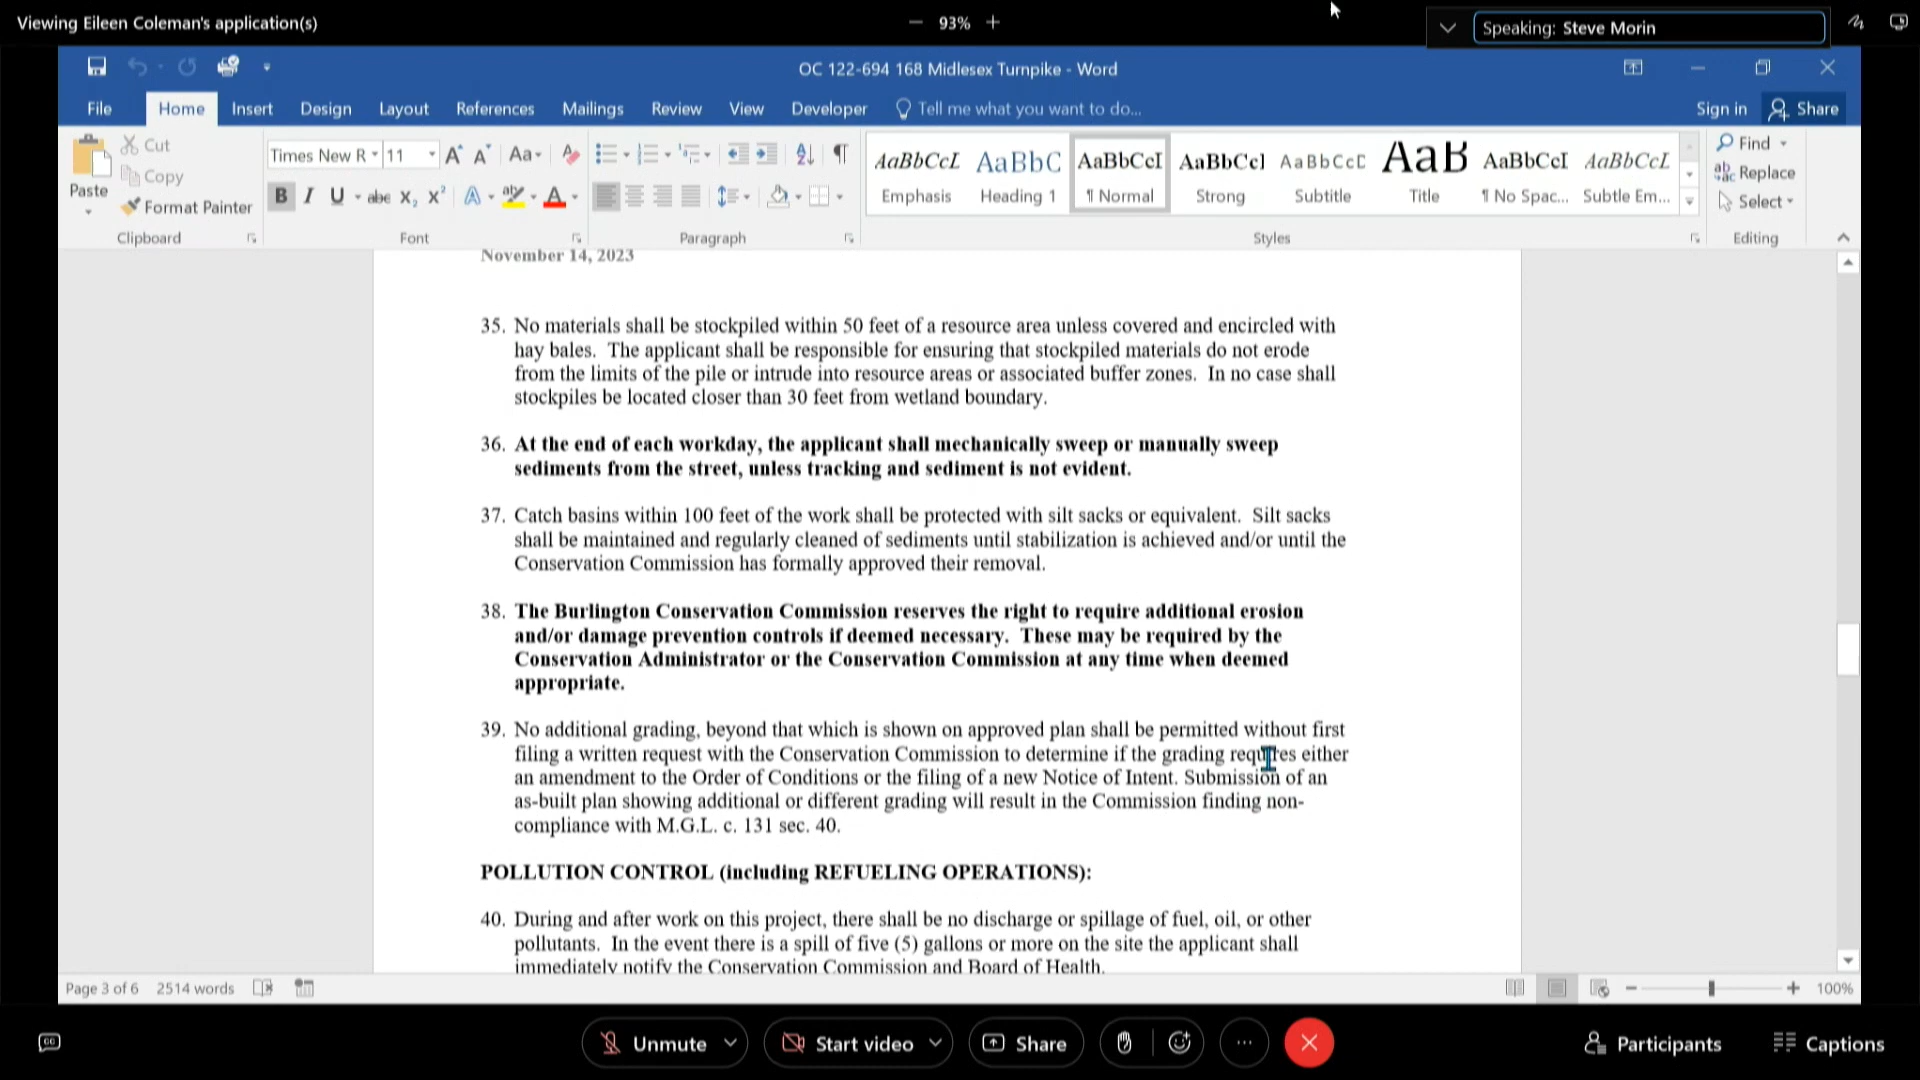 Viewing Eileen Coleman's application(s)
93%
Speaking: Steve Morin
OC 122-694 168 Midlesex Turnpike - Word
File Home Insert Design Layout References Mailings Review View Developer Tell me what you want to do... Sign in Share
Paste
Cut
Copy
Format Painter
Clipboard
Times New R 11
Font
Paragraph
AaBbCcI Emphasis
AaBbC Heading 1
AaBbCcI ¶ Normal
AaBbCcl Strong
AaBbCcC Subtitle
AaB Title
AaBbCcI ¶ No Spac...
AaBbCcI Subtle Em...
Styles
Find
Replace
Select
Editing
November 14, 2023
35. No materials shall be stockpiled within 50 feet of a resource area unless covered and encircled with
hay bales. The applicant shall be responsible for ensuring that stockpiled materials do not erode
from the limits of the pile or intrude into resource areas or associated buffer zones. In no case shall
stockpiles be located closer than 30 feet from wetland boundary.
36. At the end of each workday, the applicant shall mechanically sweep or manually sweep
sediments from the street, unless tracking and sediment is not evident.
37. Catch basins within 100 feet of the work shall be protected with silt sacks or equivalent. Silt sacks
shall be maintained and regularly cleaned of sediments until stabilization is achieved and/or until the
Conservation Commission has formally approved their removal.
38. The Burlington Conservation Commission reserves the right to require additional erosion
and/or damage prevention controls if deemed necessary. These may be required by the
Conservation Administrator or the Conservation Commission at any time when deemed
appropriate.
39. No additional grading, beyond that which is shown on approved plan shall be permitted without first
filing a written request with the Conservation Commission to determine if the grading requires either
an amendment to the Order of Conditions or the filing of a new Notice of Intent. Submission of an
as-built plan showing additional or different grading will result in the Commission finding non-
compliance with M.G.L. c. 131 sec. 40.
POLLUTION CONTROL (including REFUELING OPERATIONS):
40. During and after work on this project, there shall be no discharge or spillage of fuel, oil, or other
pollutants. In the event there is a spill of five (5) gallons or more on the site the applicant shall
immediately notify the Conservation Commission and Board of Health.
Page 3 of 6 2514 words 100%
Unmute Start video Share Participants Captions